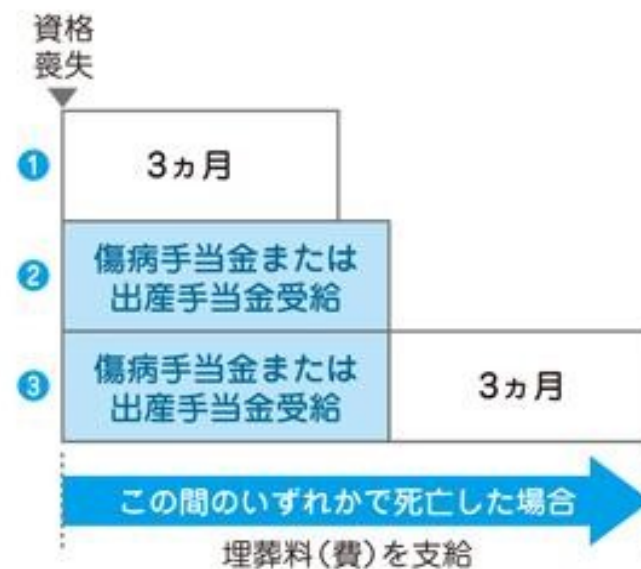 資格
喪失
❶ 3ヵ月
❷ 傷病手当金または
出産手当金受給
❸ 傷病手当金または
出産手当金受給
3ヵ月
この間のいずれかで死亡した場合
埋葬料(費)を支給